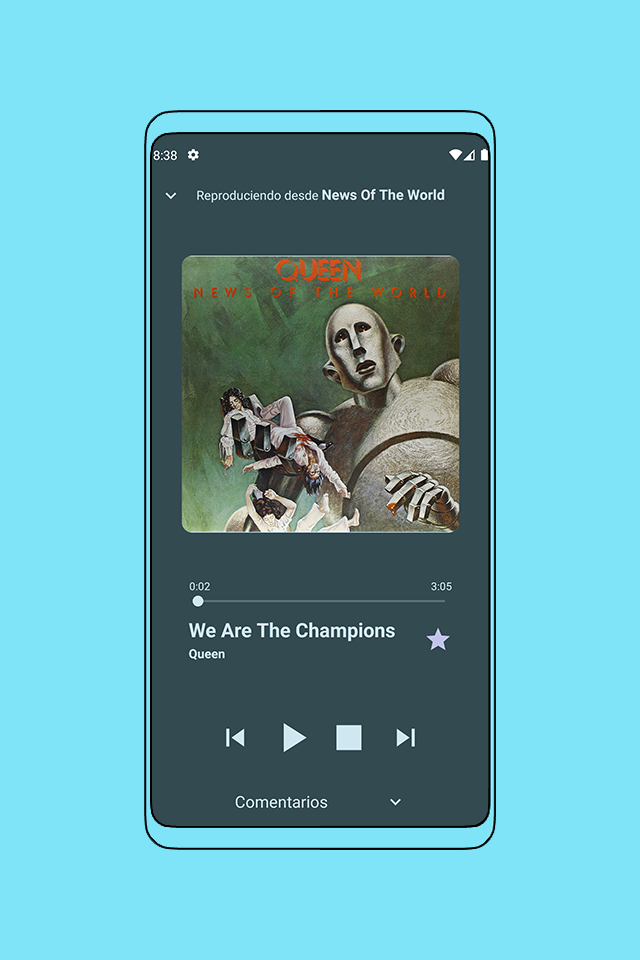 8:38
Reproduciendo desde News Of The World
QUEEN
NEWS OF THE WORLD
0:02 3:05
We Are The Champions
Queen
Comentarios